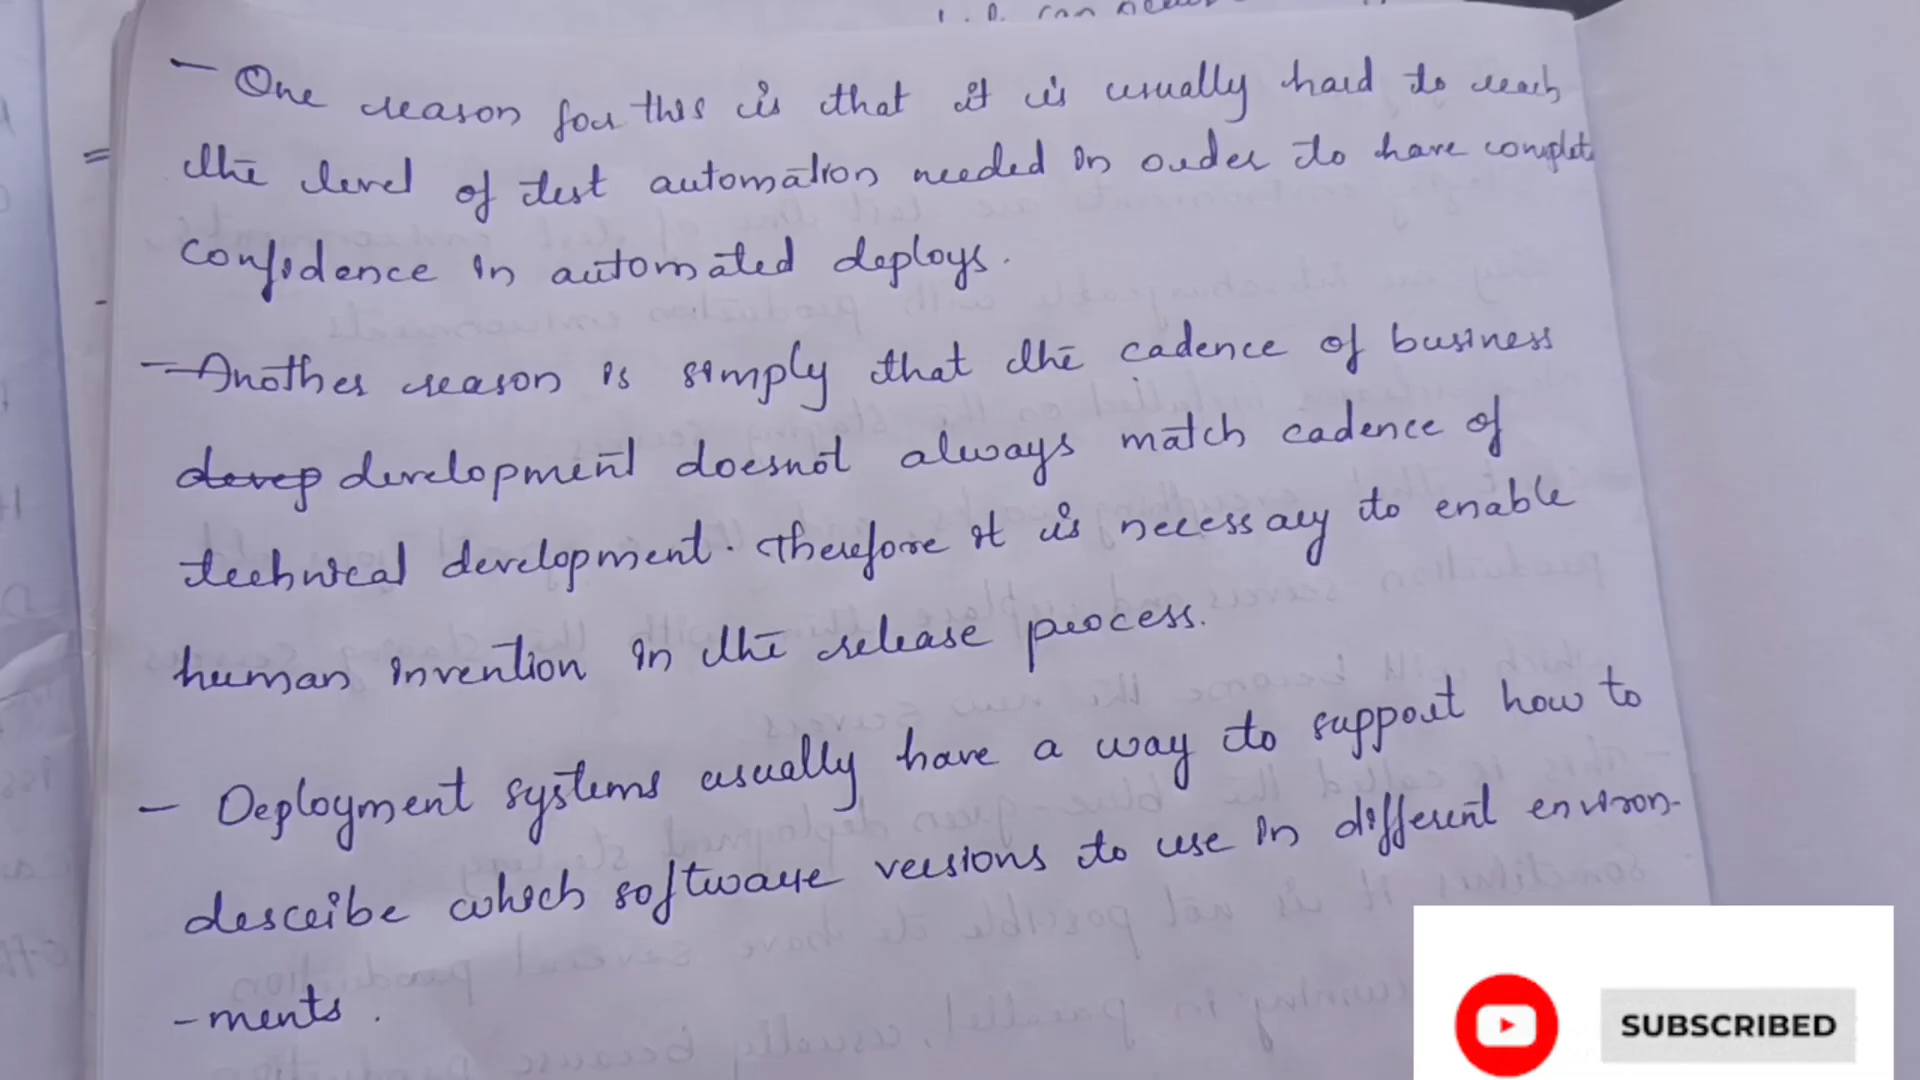 - One reason for this is that it is usually hard to reach
the level of test automation needed in order to have complete
confidence in automated deploys.
- Another reason is simply that the cadence of business
development doesnot always match cadence of
technical development. Therefore it is necessary to enable
human invention in the release process.
- Deployment systems usually have a way to support how to
describe which software versions to use in different environ-
-ments.
SUBSCRIBED